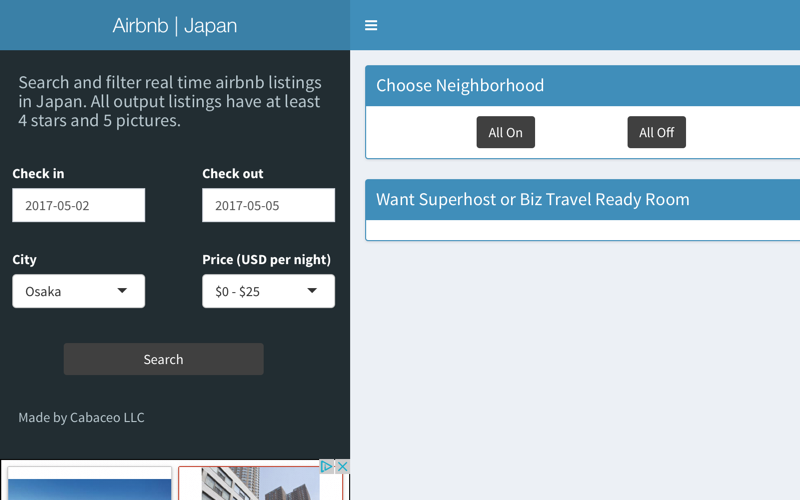 Airbnb | Japan
Search and filter real time airbnb listings
in Japan. All output listings have at least
4 stars and 5 pictures.
Check in
Check out
2017-05-02
2017-05-05
City
Price (USD per night)
Osaka
$0 - $25
Search
Made by Cabaceo LLC
Choose Neighborhood
All On
All Off
Want Superhost or Biz Travel Ready Room